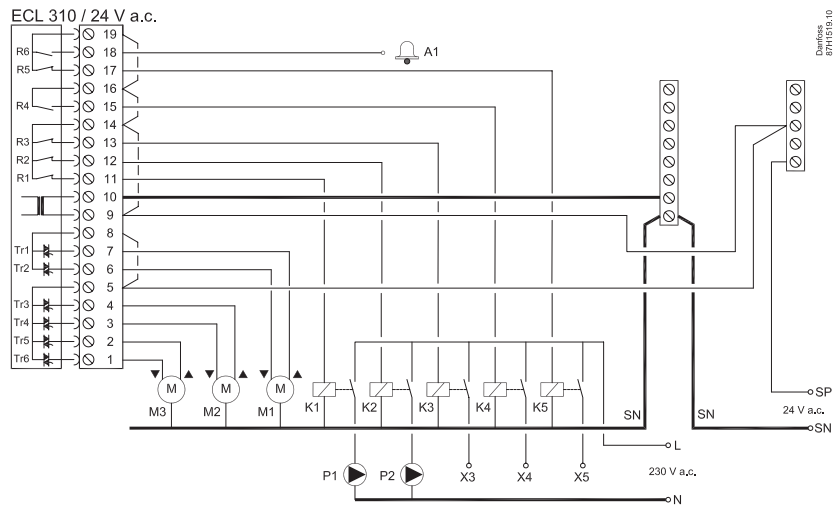 ECL 310 / 24 V a.c.
Danfoss
87H1519.10
19
R6 18 A1
R5 17
16
R4 15
14
R3 13
R2 12
R1 11
10
9
8
Tr1 7
Tr2 6
5
Tr3 4
Tr4 3
Tr5 2
Tr6 1
M M M
M3 M2 M1 K1 K2 K3 K4 K5
SP
24 V a.c.
SN SN SN
L
P1 P2 X3 X4 X5
230 V a.c.
N